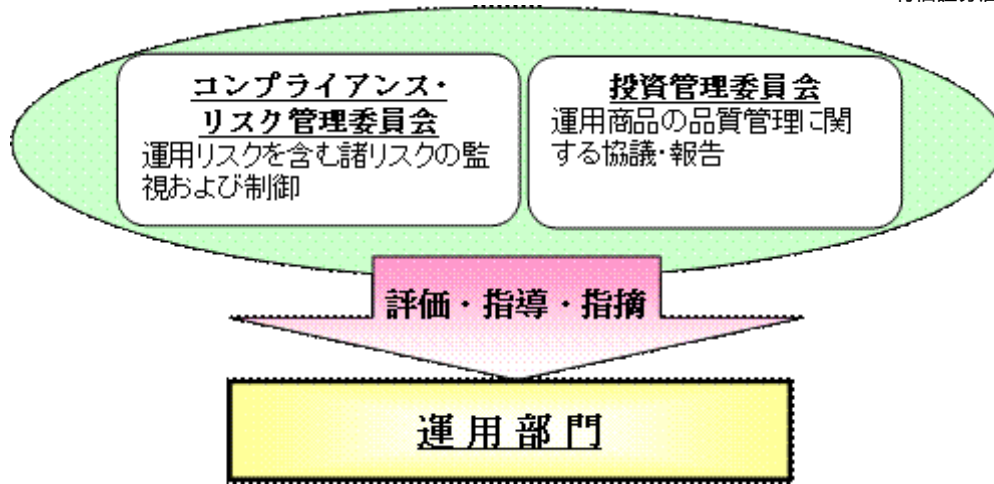 コンプライアンス・
リスク管理委員会
運用リスクを含む諸リスクの監
視および制御
投資管理委員会
運用商品の品質管理に関
する協議・報告
評価・指導・指摘
運用部門